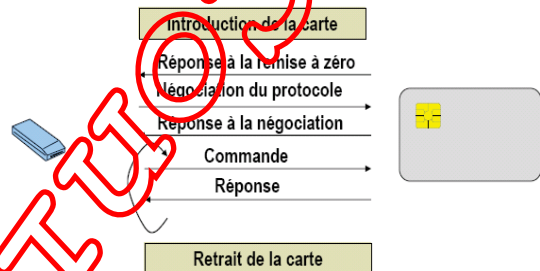 Introduction de la carte
Réponse à la remise à zéro
Négociation du protocole
Réponse à la négociation
Commande
Réponse
Retrait de la carte